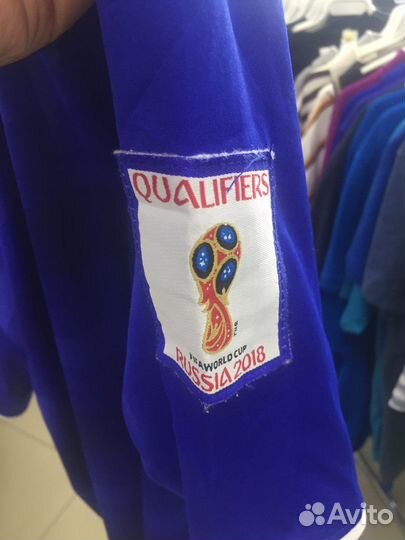 QUALIFIERS
FIFA WORLD CUP
RUSSIA 2018
Avito